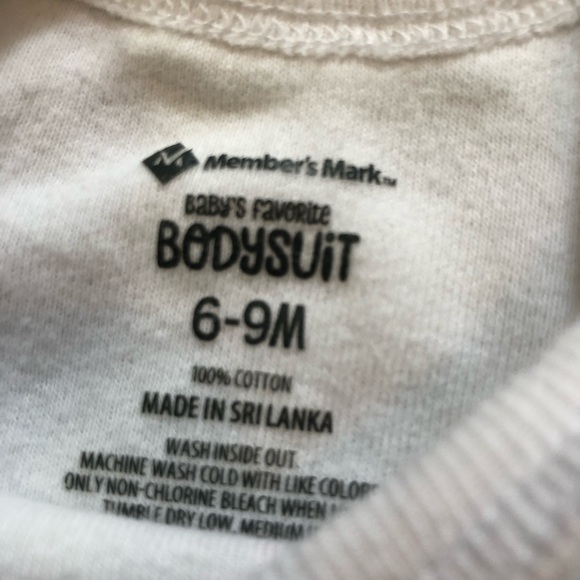 Member's Mark™
BaBY'S FavoRite
BODYSUiT
6-9M
100% COTTON
MADE IN SRI LANKA
WASH INSIDE OUT.
MACHINE WASH COLD WITH LIKE
ONLY NON-CHLORINE BLEACH WHEN
TUMBLE DRY LOW. MEDIUM